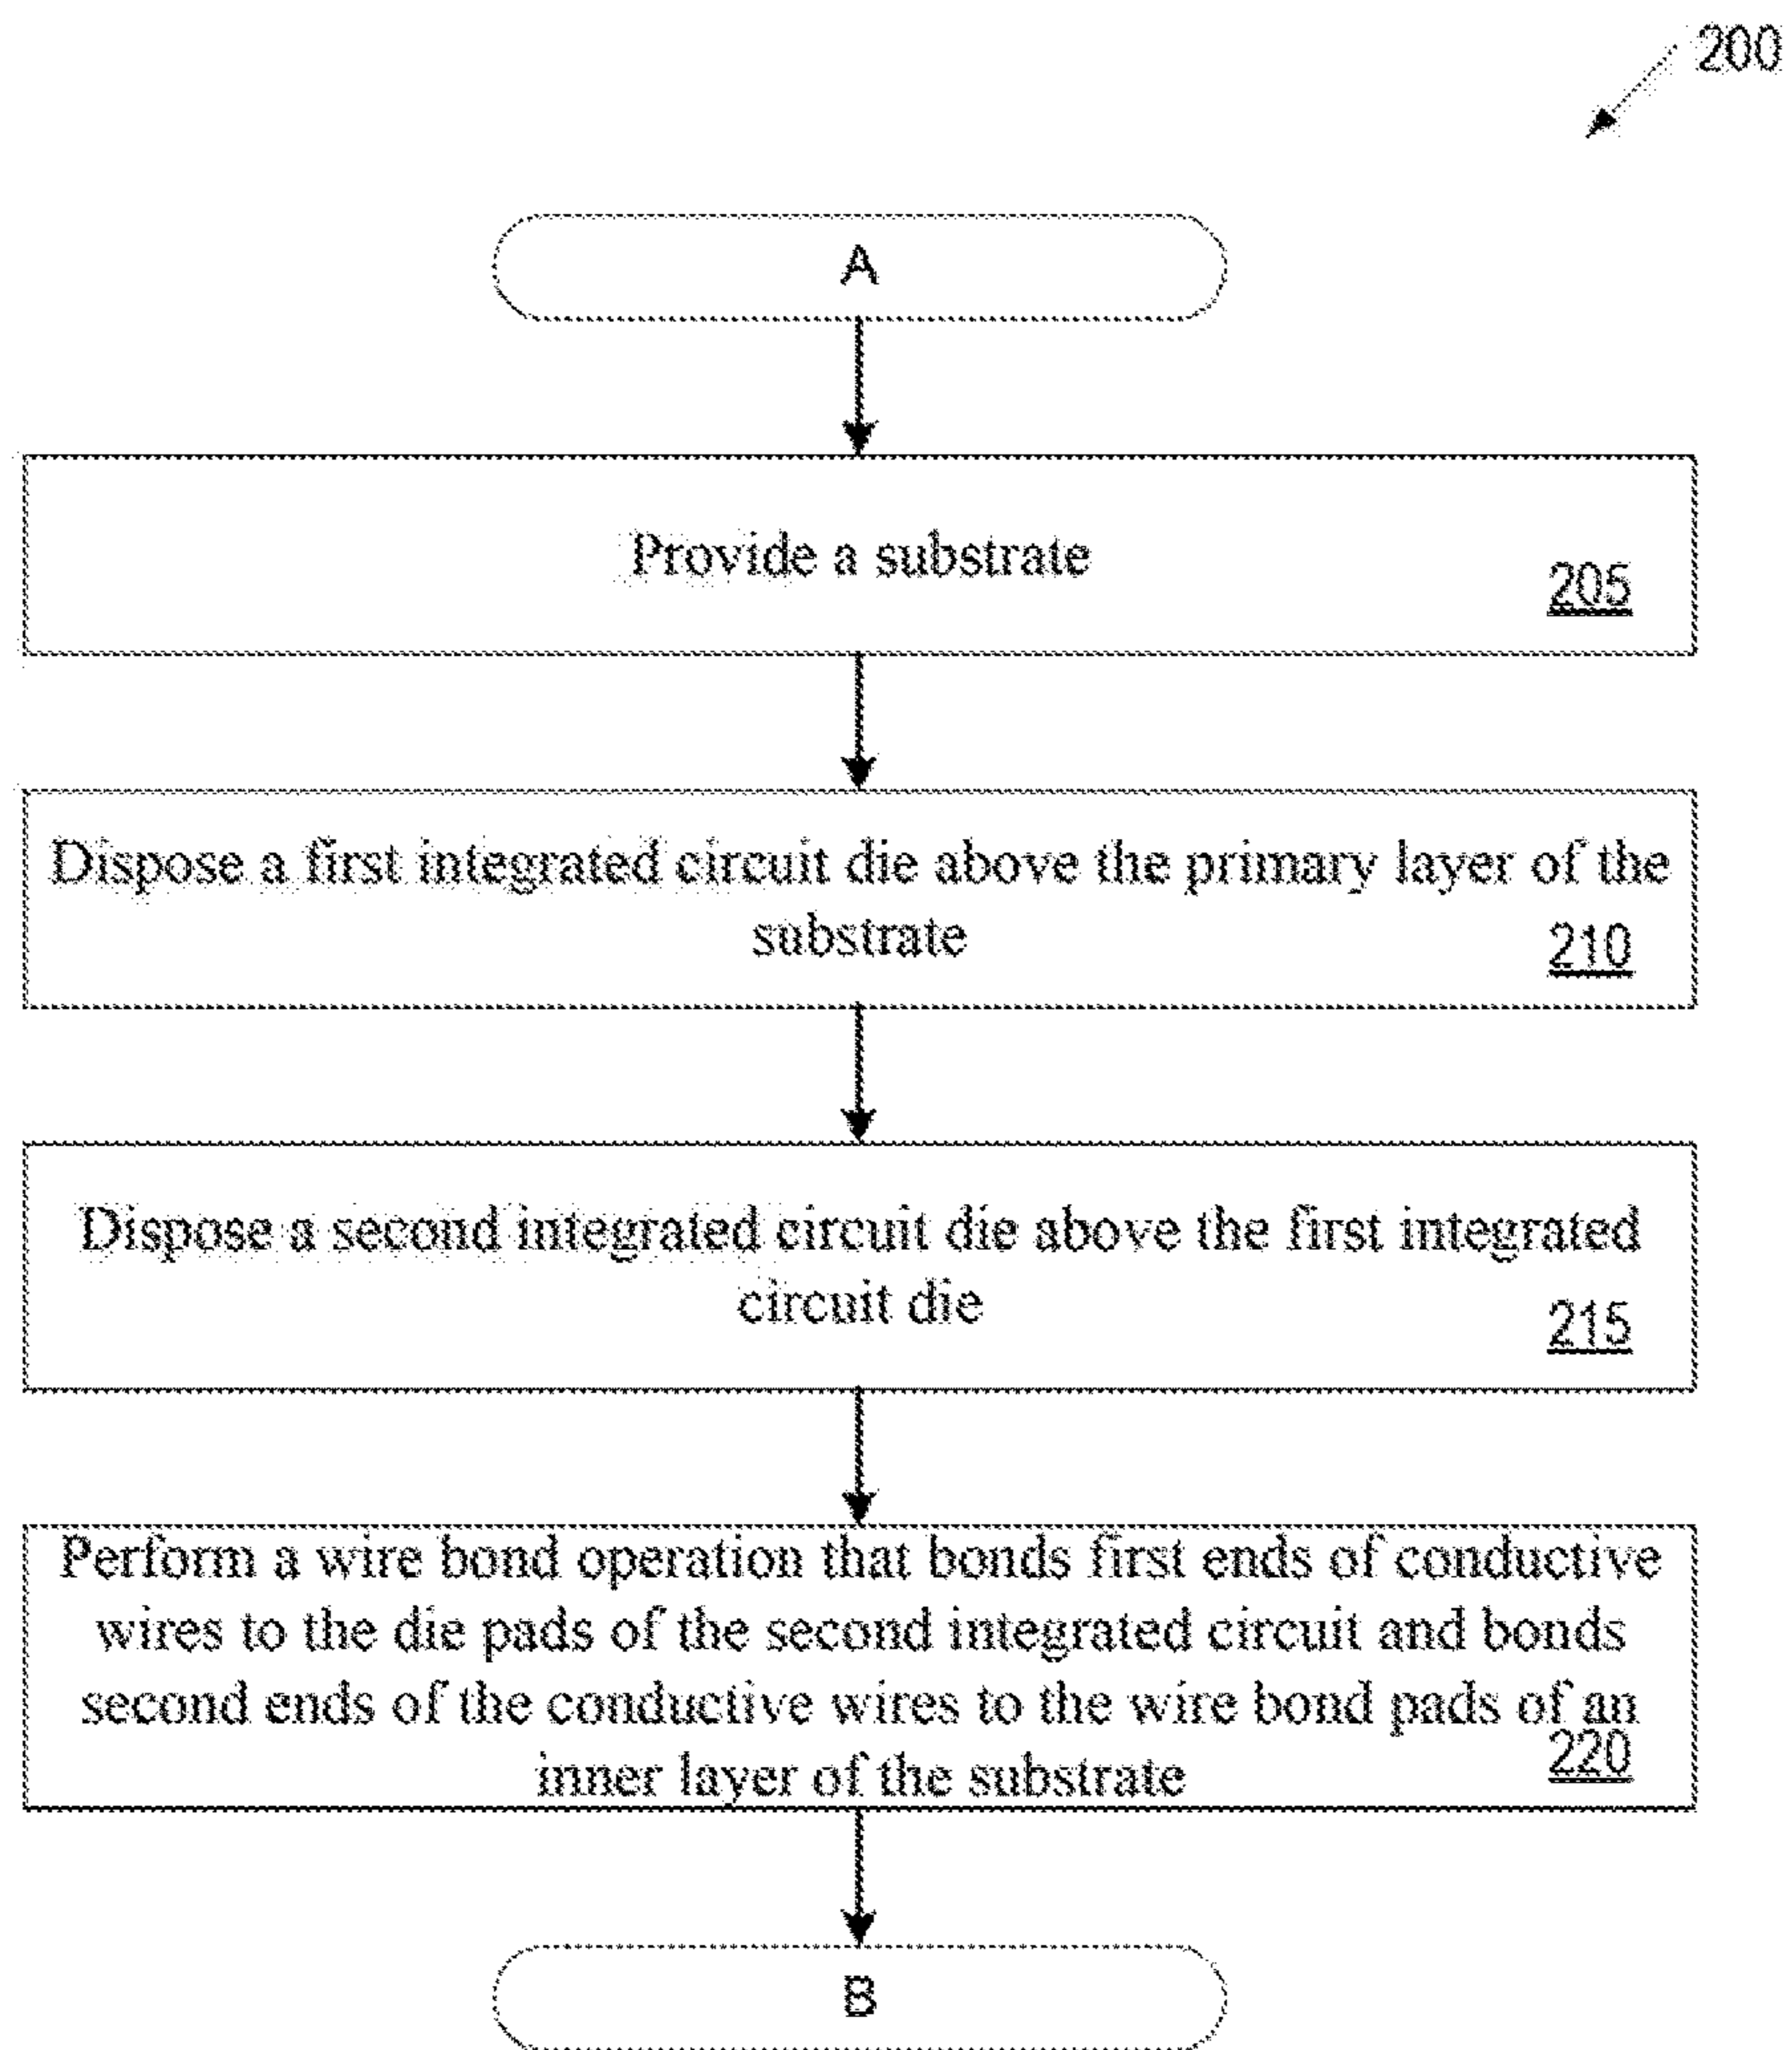 200
A
Provide a substrate
205
Dispose a first integrated circuit die above the primary layer of the
substrate
210
Dispose a second integrated circuit die above the first integrated
circuit die
215
Perform a wire bond operation that bonds first ends of conductive
wires to the die pads of the second integrated circuit and bonds
second ends of the conductive wires to the wire bond pads of an
inner layer of the substrate
220
B